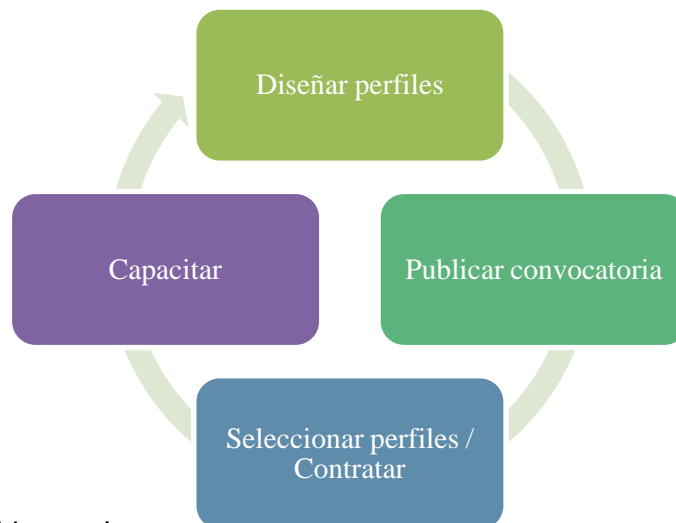 Diseñar perfiles
Publicar convocatoria
Seleccionar perfiles /
Contratar
Capacitar